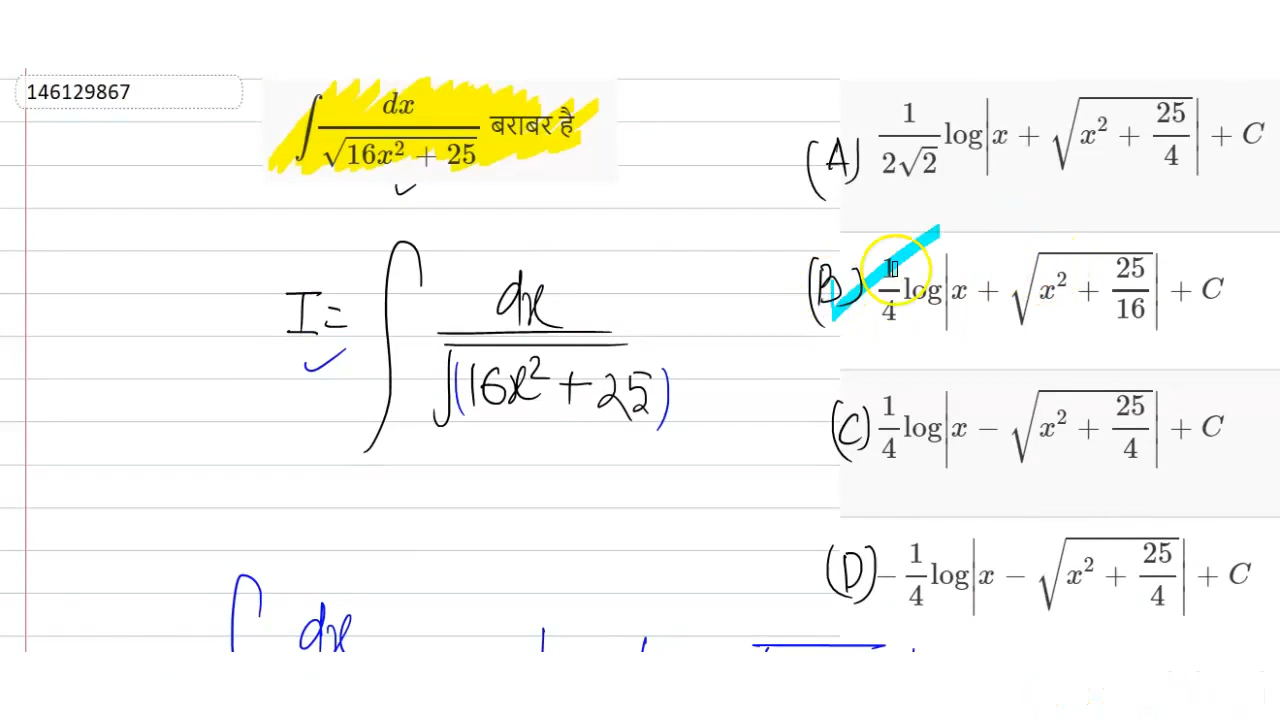 146129867
∫ dx / √(16x² + 25) बराबर है
(A) 1/(2√2) log|x + √(x² + 25/4)| + C
(B) 1/4 log|x + √(x² + 25/16)| + C
I = ∫ dx / √(16x² + 25)
(C) 1/4 log|x − √(x² + 25/4)| + C
(D) −1/4 log|x − √(x² + 25/4)| + C
∫ dx